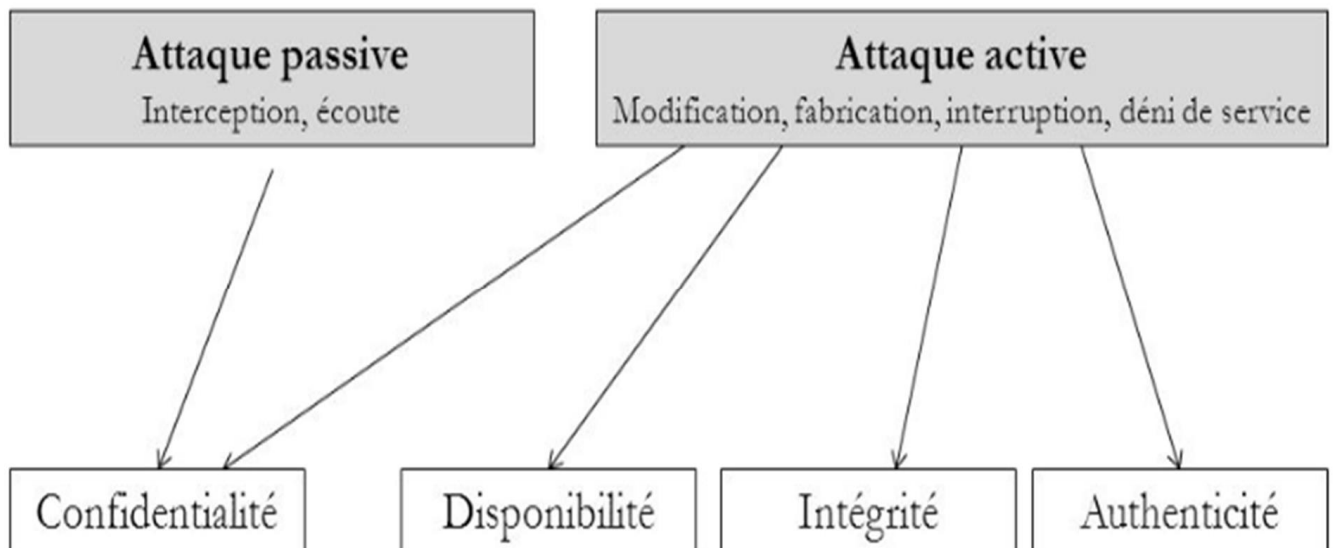 Attaque passive
Interception, écoute
Attaque active
Modification, fabrication, interruption, déni de service
Confidentialité
Disponibilité
Intégrité
Authenticité